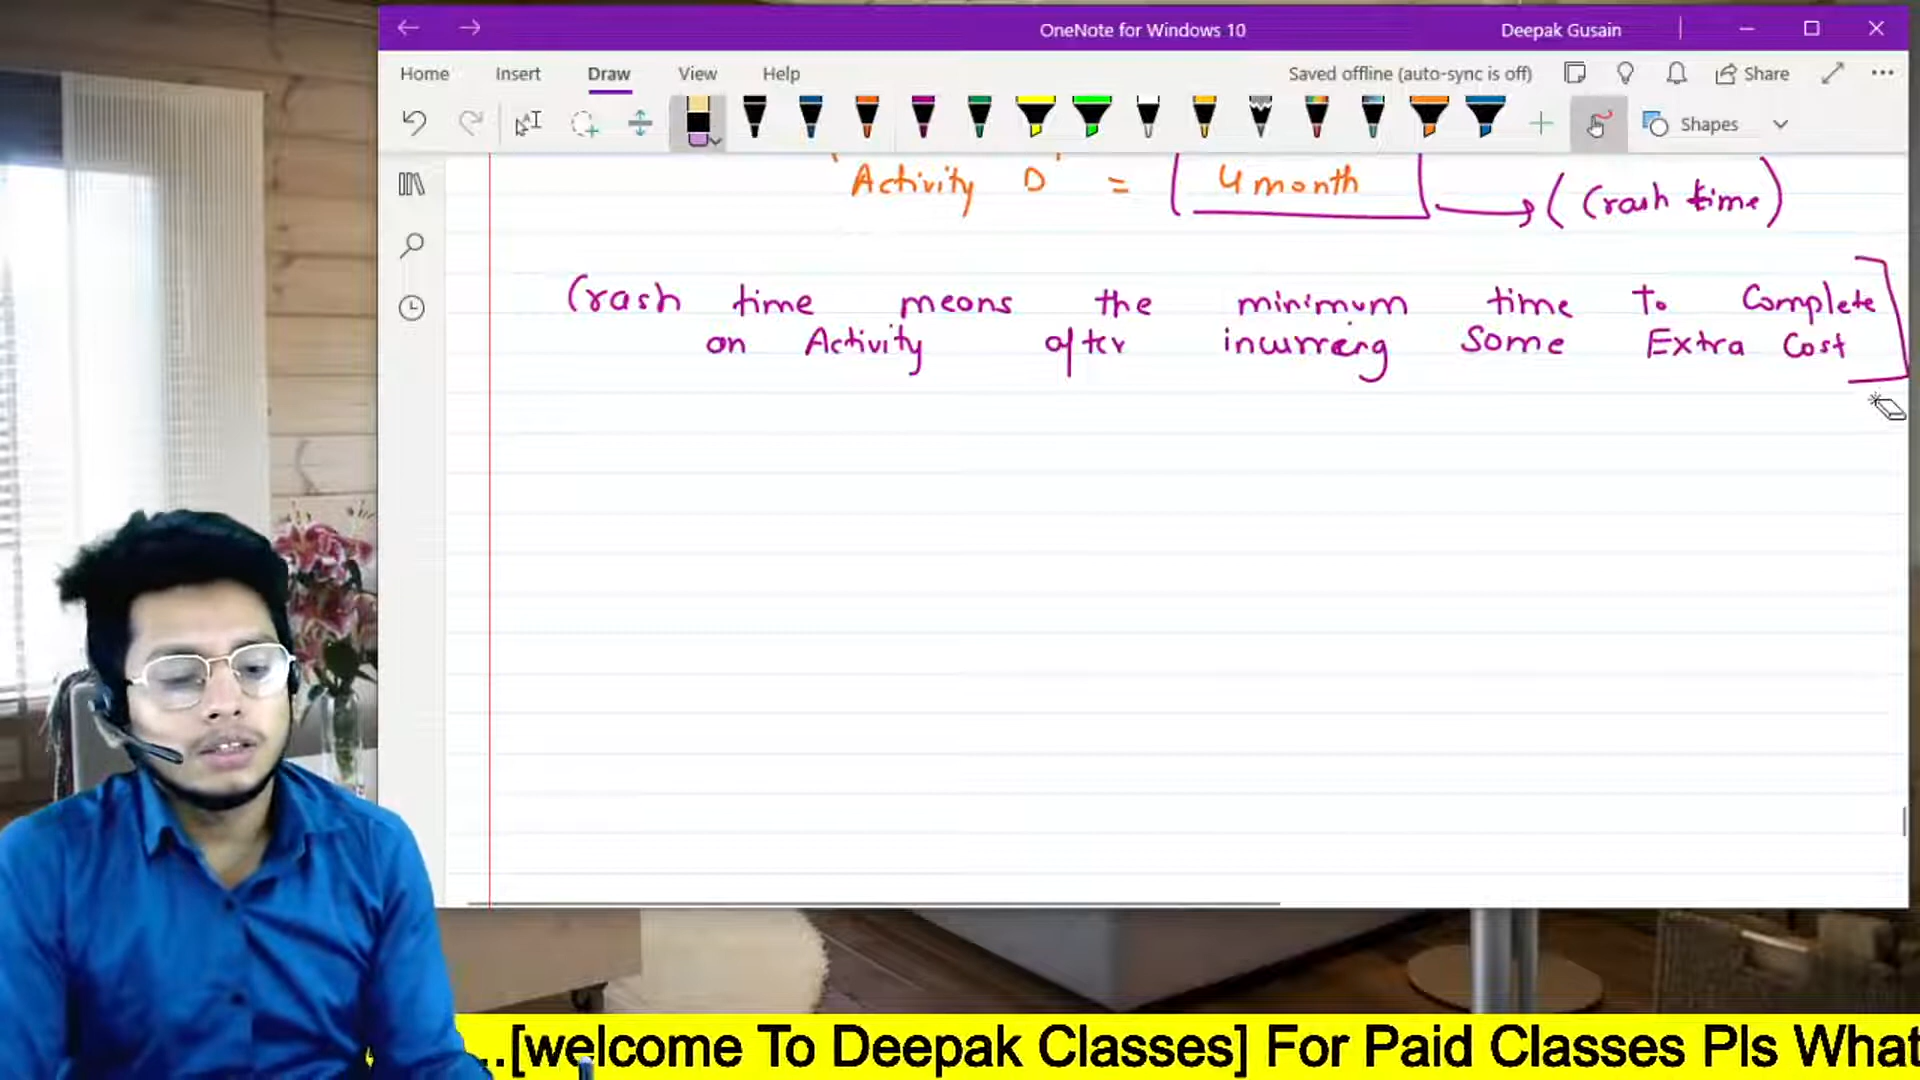 OneNote for Windows 10
Deepak Gusain
Home Insert Draw View Help
Saved offline (auto-sync is off)
Share
Shapes
'Activity D' = 4 month → (Crash time)
Crash time means the minimum time To Complete
an Activity after incurring Some Extra Cost
..[welcome To Deepak Classes] For Paid Classes Pls What